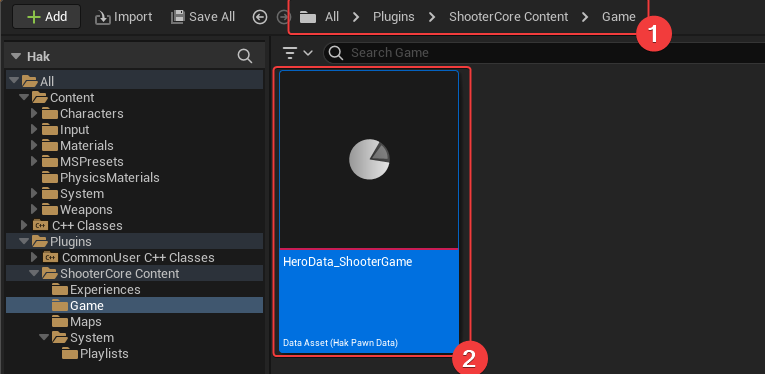 Add Import Save All All Plugins ShooterCore Content Game
1
Hak
Search Game
All
Content
Characters
Input
Materials
MSPresets
PhysicsMaterials
System
Weapons
C++ Classes
Plugins
CommonUser C++ Classes
ShooterCore Content
Experiences
Game
Maps
System
Playlists
HeroData_ShooterGame
Data Asset (Hak Pawn Data)
2